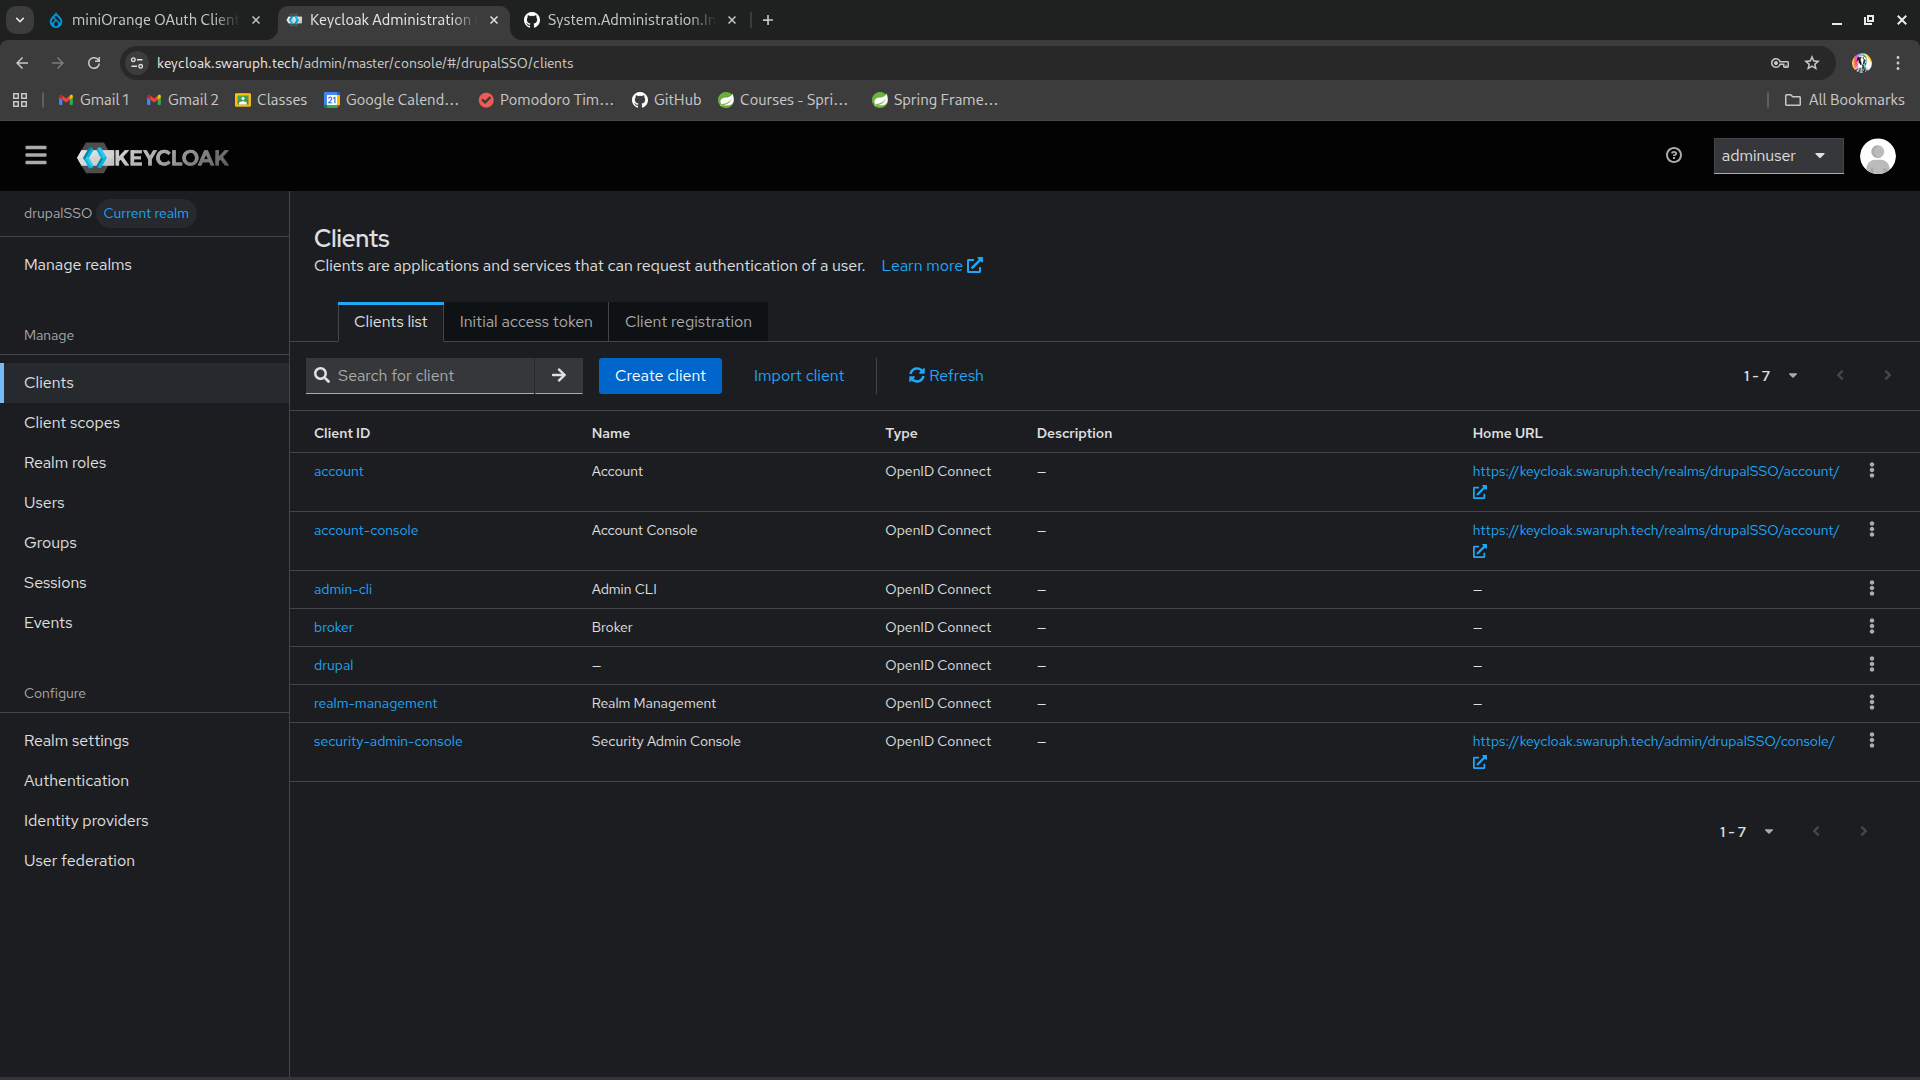 miniOrange OAuth Client
Keycloak Administration
System.Administration.
keycloak.swaruph.tech/admin/master/console/#/drupalSSO/clients
Gmail 1
Gmail 2
Classes
21 Google Calend...
Pomodoro Tim...
GitHub
Courses - Spri...
Spring Frame...
All Bookmarks
KEYCLOAK
adminuser
drupalSSO Current realm
Manage realms
Manage
Clients
Client scopes
Realm roles
Users
Groups
Sessions
Events
Configure
Realm settings
Authentication
Identity providers
User federation
Clients
Clients are applications and services that can request authentication of a user. Learn more
Clients list Initial access token Client registration
Search for client Create client Import client Refresh 1 - 7
Client ID Name Type Description Home URL
account Account OpenID Connect – https://keycloak.swaruph.tech/realms/drupalSSO/account/
account-console Account Console OpenID Connect – https://keycloak.swaruph.tech/realms/drupalSSO/account/
admin-cli Admin CLI OpenID Connect – –
broker Broker OpenID Connect – –
drupal – OpenID Connect – –
realm-management Realm Management OpenID Connect – –
security-admin-console Security Admin Console OpenID Connect – https://keycloak.swaruph.tech/admin/drupalSSO/console/
1 - 7